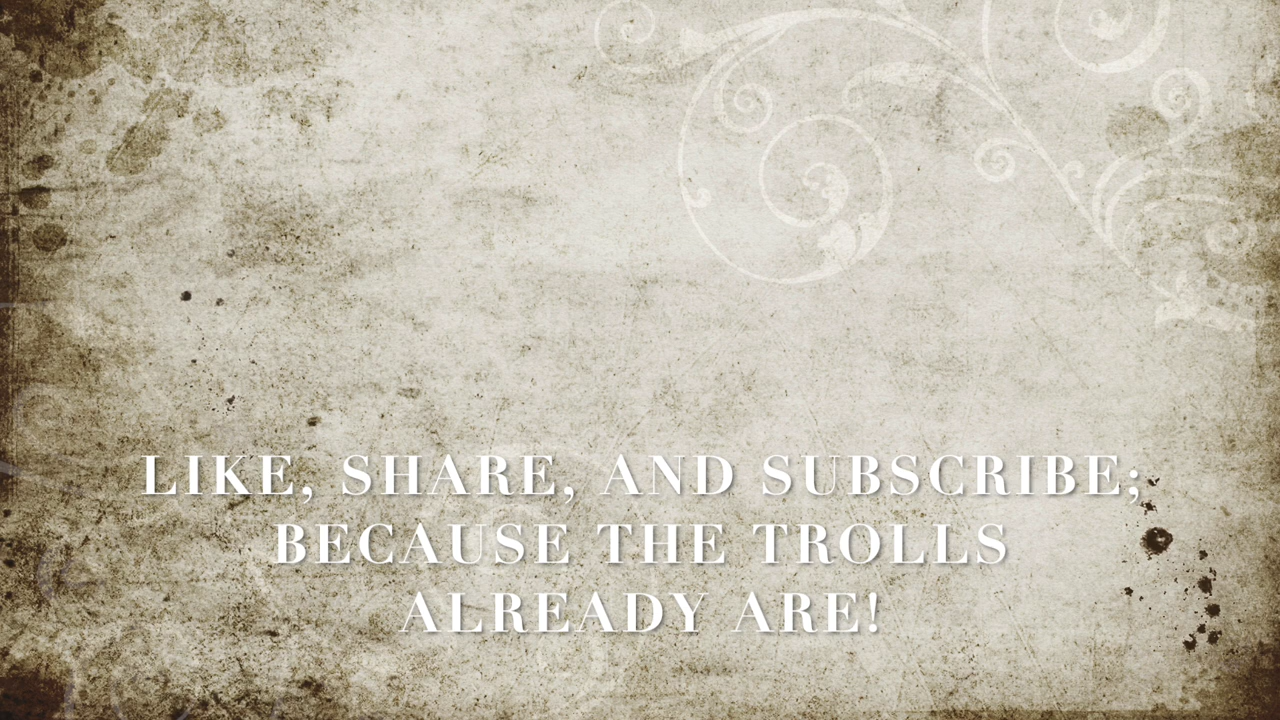 LIKE, SHARE, AND SUBSCRIBE;
BECAUSE THE TROLLS
ALREADY ARE!